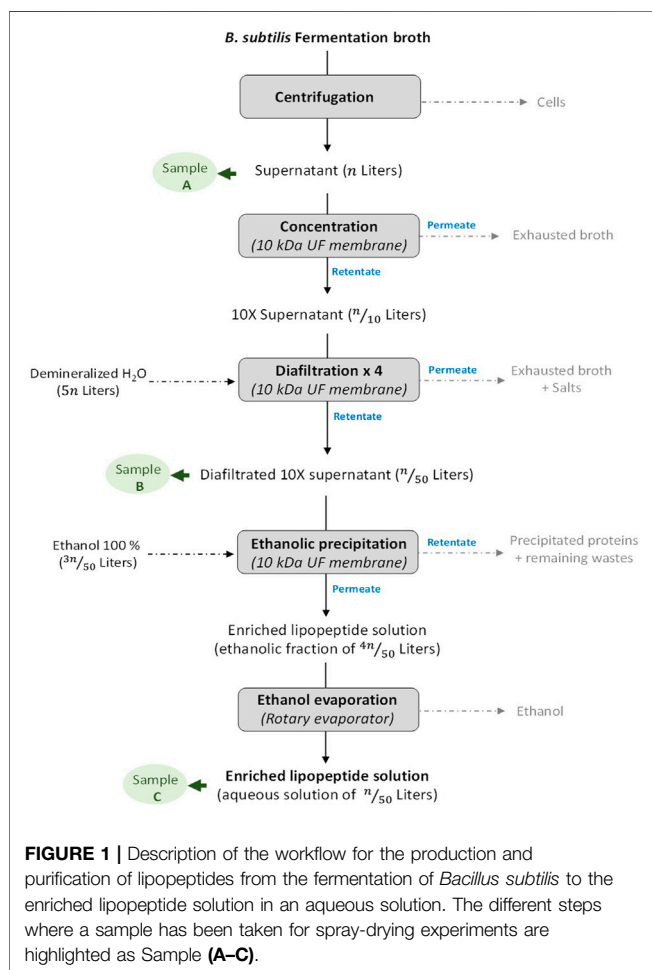 B. subtilis Fermentation broth
Centrifugation
Cells
Sample
A
Supernatant (n Liters)
Concentration
(10 kDa UF membrane)
Permeate
Exhausted broth
Retentate
10X Supernatant (n/10 Liters)
Demineralized H2O
(5n Liters)
Diafiltration x 4
(10 kDa UF membrane)
Permeate
Exhausted broth
+ Salts
Retentate
Sample
B
Diafiltrated 10X supernatant (n/50 Liters)
Ethanol 100 %
(3n/50 Liters)
Ethanolic precipitation
(10 kDa UF membrane)
Retentate
Precipitated proteins
+ remaining wastes
Permeate
Enriched lipopeptide solution
(ethanolic fraction of 4n/50 Liters)
Ethanol evaporation
(Rotary evaporator)
Ethanol
Sample
C
Enriched lipopeptide solution
(aqueous solution of n/50 Liters)
FIGURE 1 | Description of the workflow for the production and
purification of lipopeptides from the fermentation of Bacillus subtilis to the
enriched lipopeptide solution in an aqueous solution. The different steps
where a sample has been taken for spray-drying experiments are
highlighted as Sample (A–C).